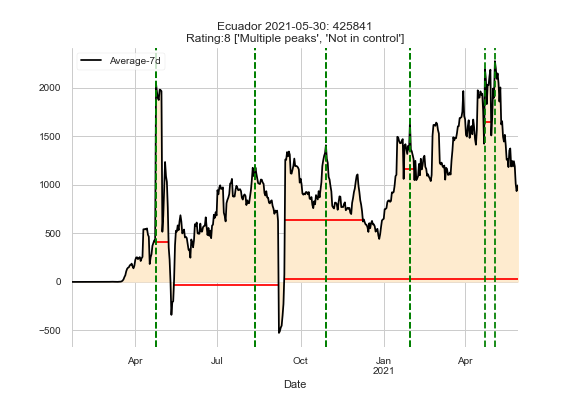 Ecuador 2021-05-30: 425841
Rating:8 ['Multiple peaks', 'Not in control']
Average-7d
2000
1500
1000
500
0
−500
Apr
Jul
Oct
Jan
2021
Apr
Date